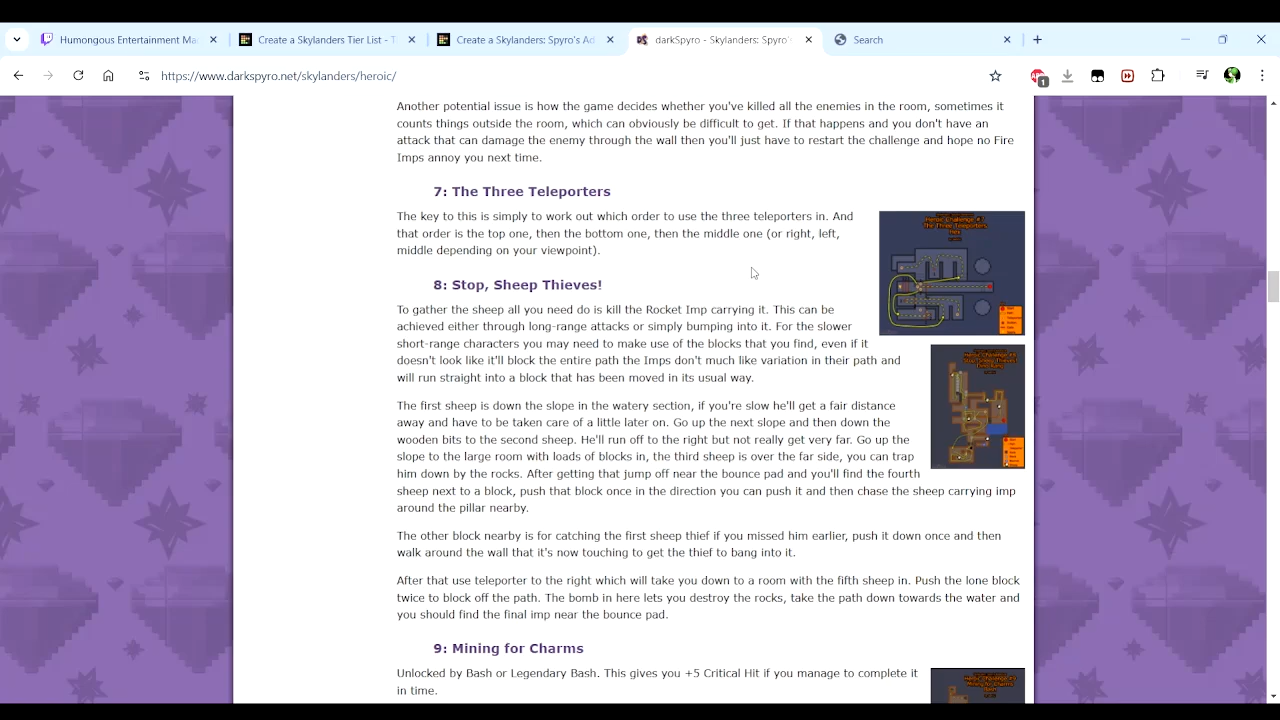 Humongous Entertainment Ma
Create a Skylanders Tier List - T
Create a Skylanders: Spyro's Ad
darkSpyro - Skylanders: Spyro'
Search
https://www.darkspyro.net/skylanders/heroic/
1
Another potential issue is how the game decides whether you've killed all the enemies in the room, sometimes it
counts things outside the room, which can obviously be difficult to get. If that happens and you don't have an
attack that can damage the enemy through the wall then you'll just have to restart the challenge and hope no Fire
Imps annoy you next time.
7: The Three Teleporters
The key to this is simply to work out which order to use the three teleporters in. And
that order is the top one, then the bottom one, then the middle one (or right, left,
middle depending on your viewpoint).
Heroic Challenge #7
The Three Teleporters
Hex
8: Stop, Sheep Thieves!
To gather the sheep all you need do is kill the Rocket Imp carrying it. This can be
achieved either through long-range attacks or simply bumping into it. For the slower
short-range characters you may need to make use of the blocks that you find, even if it
doesn't look like it'll block the entire path the Imps don't much like variation in their path and
will run straight into a block that has been moved in its usual way.
Heroic Challenge #8
Stop, Sheep Thieves!
The first sheep is down the slope in the watery section, if you're slow he'll get a fair distance
away and have to be taken care of a little later on. Go up the next slope and then down the
wooden bits to the second sheep. He'll run off to the right but not really get very far. Go up the
slope to the large room with loads of blocks in, the third sheep is over the far side, you can trap
him down by the rocks. After getting that jump off near the bounce pad and you'll find the fourth
sheep next to a block, push that block once in the direction you can push it and then chase the sheep carrying imp
around the pillar nearby.
The other block nearby is for catching the first sheep thief if you missed him earlier, push it down once and then
walk around the wall that it's now touching to get the thief to bang into it.
After that use teleporter to the right which will take you down to a room with the fifth sheep in. Push the lone block
twice to block off the path. The bomb in here lets you destroy the rocks, take the path down towards the water and
you should find the final imp near the bounce pad.
9: Mining for Charms
Unlocked by Bash or Legendary Bash. This gives you +5 Critical Hit if you manage to complete it
in time.
Heroic Challenge #9
Mining for Charms
Bash